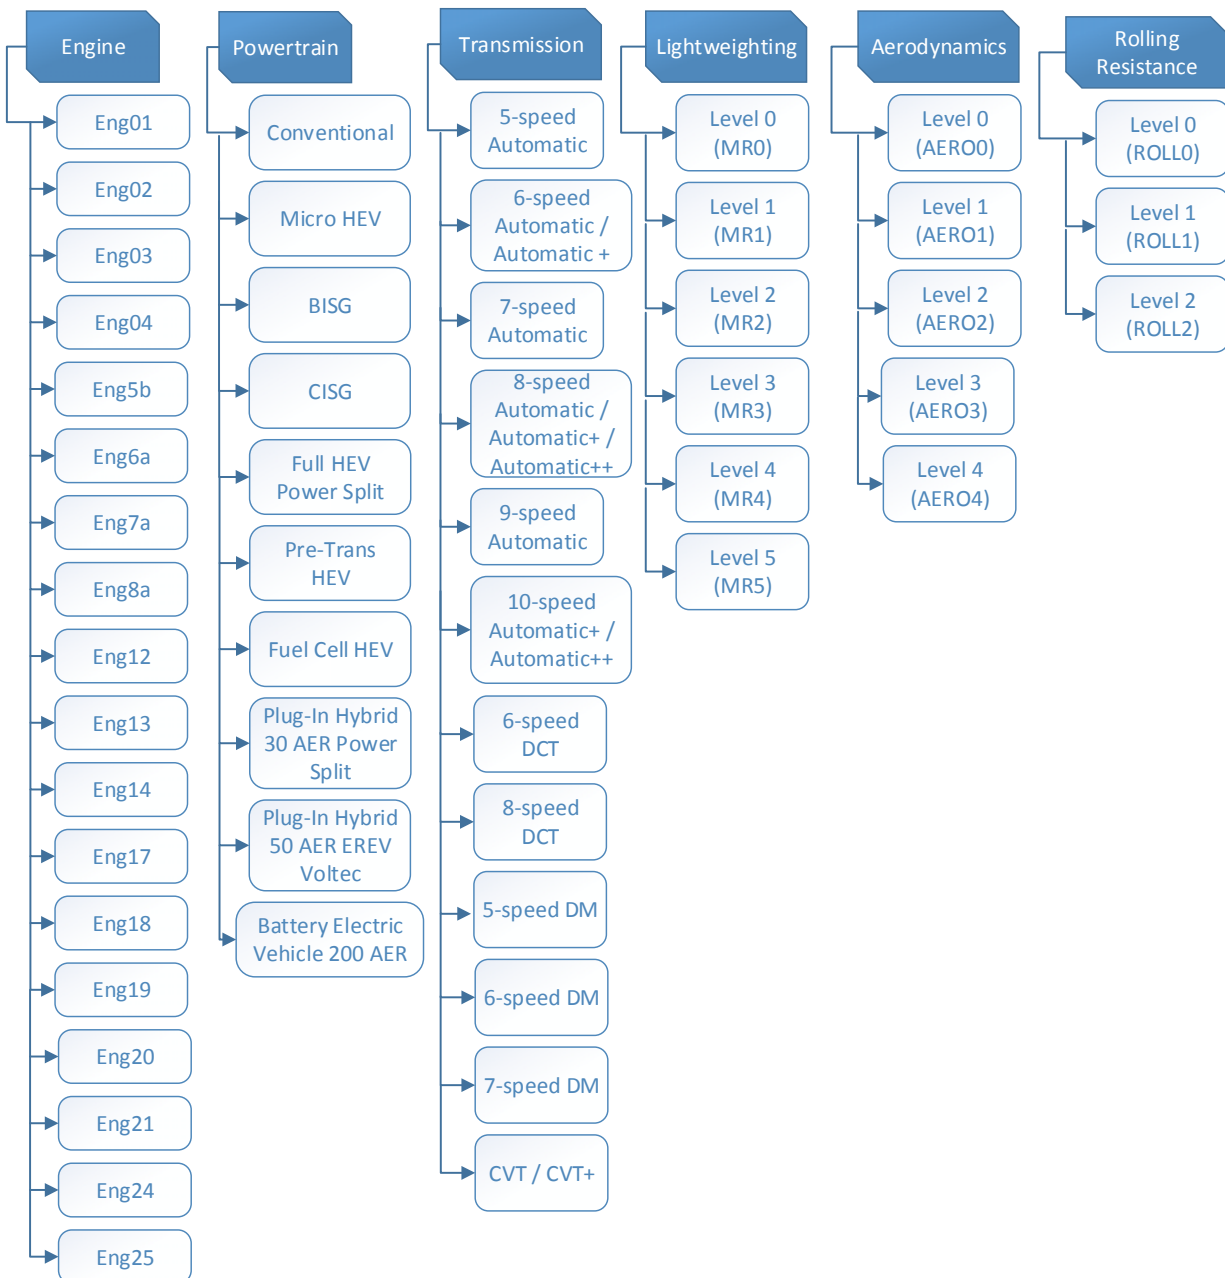 Engine
Eng01
Eng02
Eng03
Eng04
Eng5b
Eng6a
Eng7a
Eng8a
Eng12
Eng13
Eng14
Eng17
Eng18
Eng19
Eng20
Eng21
Eng24
Eng25
Powertrain
Conventional
Micro HEV
BISG
CISG
Full HEV
Power Split
Pre-Trans
HEV
Fuel Cell HEV
Plug-In Hybrid
30 AER Power
Split
Plug-In Hybrid
50 AER EREV
Voltec
Battery Electric
Vehicle 200 AER
Transmission
5-speed
Automatic
6-speed
Automatic /
Automatic +
7-speed
Automatic
8-speed
Automatic /
Automatic+ /
Automatic++
9-speed
Automatic
10-speed
Automatic+ /
Automatic++
6-speed
DCT
8-speed
DCT
5-speed DM
6-speed DM
7-speed DM
CVT / CVT+
Lightweighting
Level 0
(MR0)
Level 1
(MR1)
Level 2
(MR2)
Level 3
(MR3)
Level 4
(MR4)
Level 5
(MR5)
Aerodynamics
Level 0
(AERO0)
Level 1
(AERO1)
Level 2
(AERO2)
Level 3
(AERO3)
Level 4
(AERO4)
Rolling
Resistance
Level 0
(ROLL0)
Level 1
(ROLL1)
Level 2
(ROLL2)